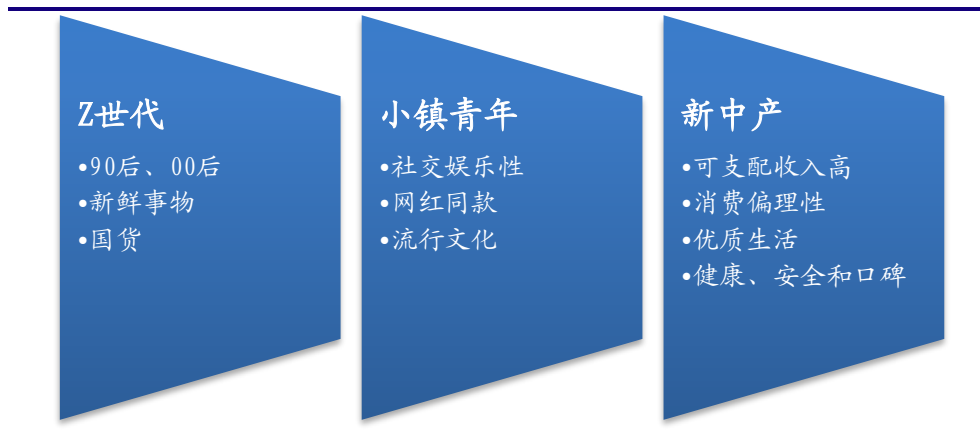 Z世代
•90后、00后
•新鲜事物
•国货
小镇青年
•社交娱乐性
•网红同款
•流行文化
新中产
•可支配收入高
•消费偏理性
•优质生活
•健康、安全和口碑